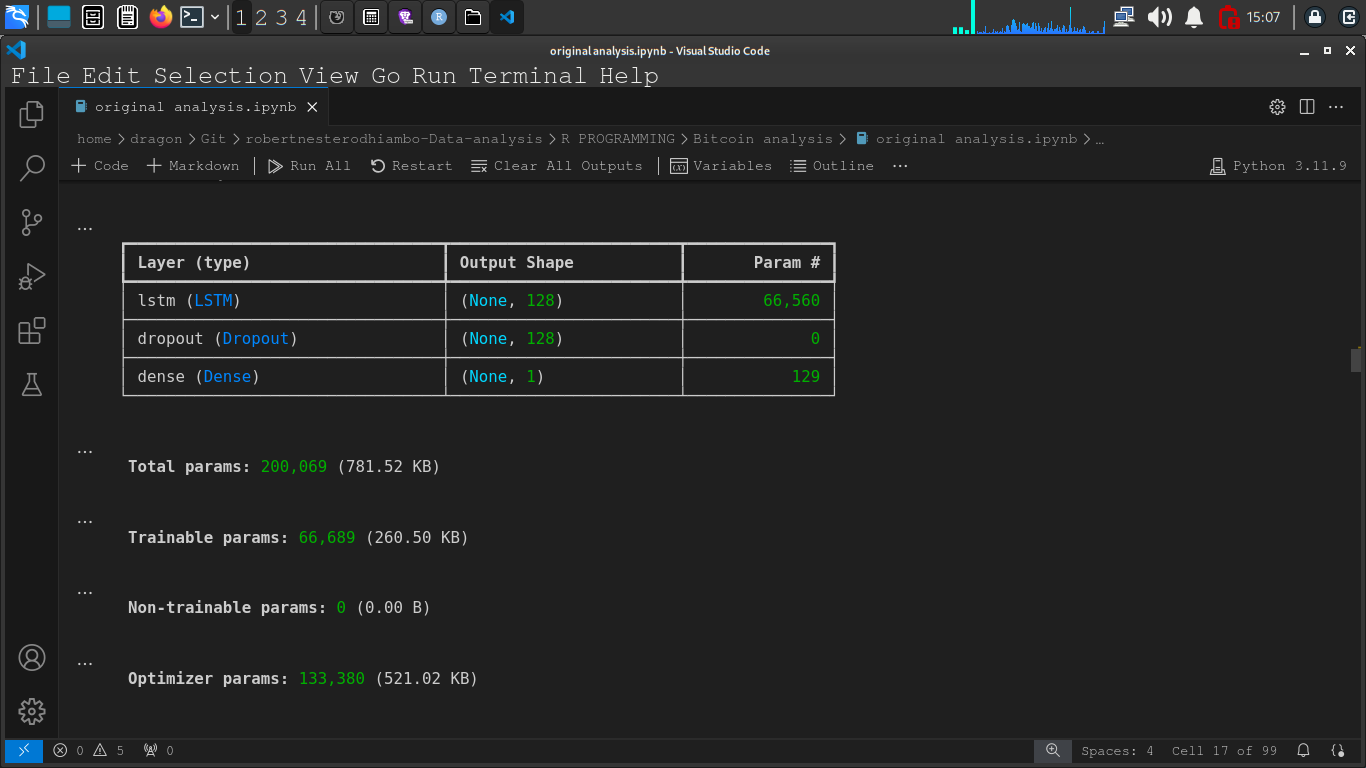 1 2 3 4
15:07
original analysis.ipynb - Visual Studio Code
File Edit Selection View Go Run Terminal Help
original analysis.ipynb
home > dragon > Git > robertnesterodhiambo-Data-analysis > R PROGRAMMING > Bitcoin analysis > original analysis.ipynb > ...
+ Code + Markdown | Run All Restart Clear All Outputs | Variables Outline ... Python 3.11.9
...
Layer (type) Output Shape Param #
lstm (LSTM) (None, 128) 66,560
dropout (Dropout) (None, 128) 0
dense (Dense) (None, 1) 129
...
Total params: 200,069 (781.52 KB)
...
Trainable params: 66,689 (260.50 KB)
...
Non-trainable params: 0 (0.00 B)
...
Optimizer params: 133,380 (521.02 KB)
0 5 0 Spaces: 4 Cell 17 of 99